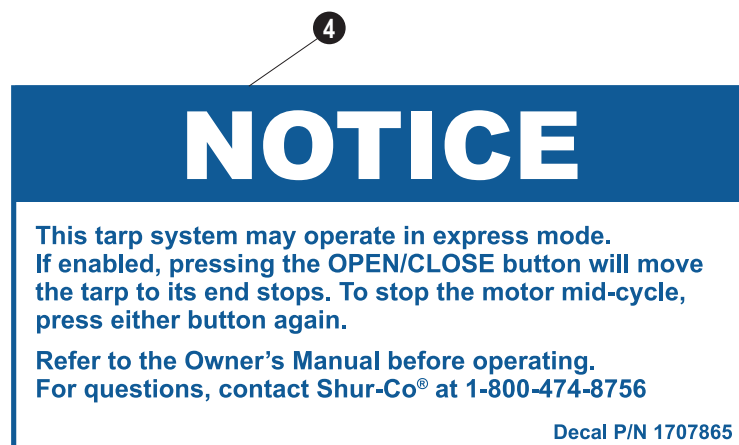 4
NOTICE
This tarp system may operate in express mode.
If enabled, pressing the OPEN/CLOSE button will move
the tarp to its end stops. To stop the motor mid-cycle,
press either button again.
Refer to the Owner’s Manual before operating.
For questions, contact Shur-Co® at 1-800-474-8756
Decal P/N 1707865